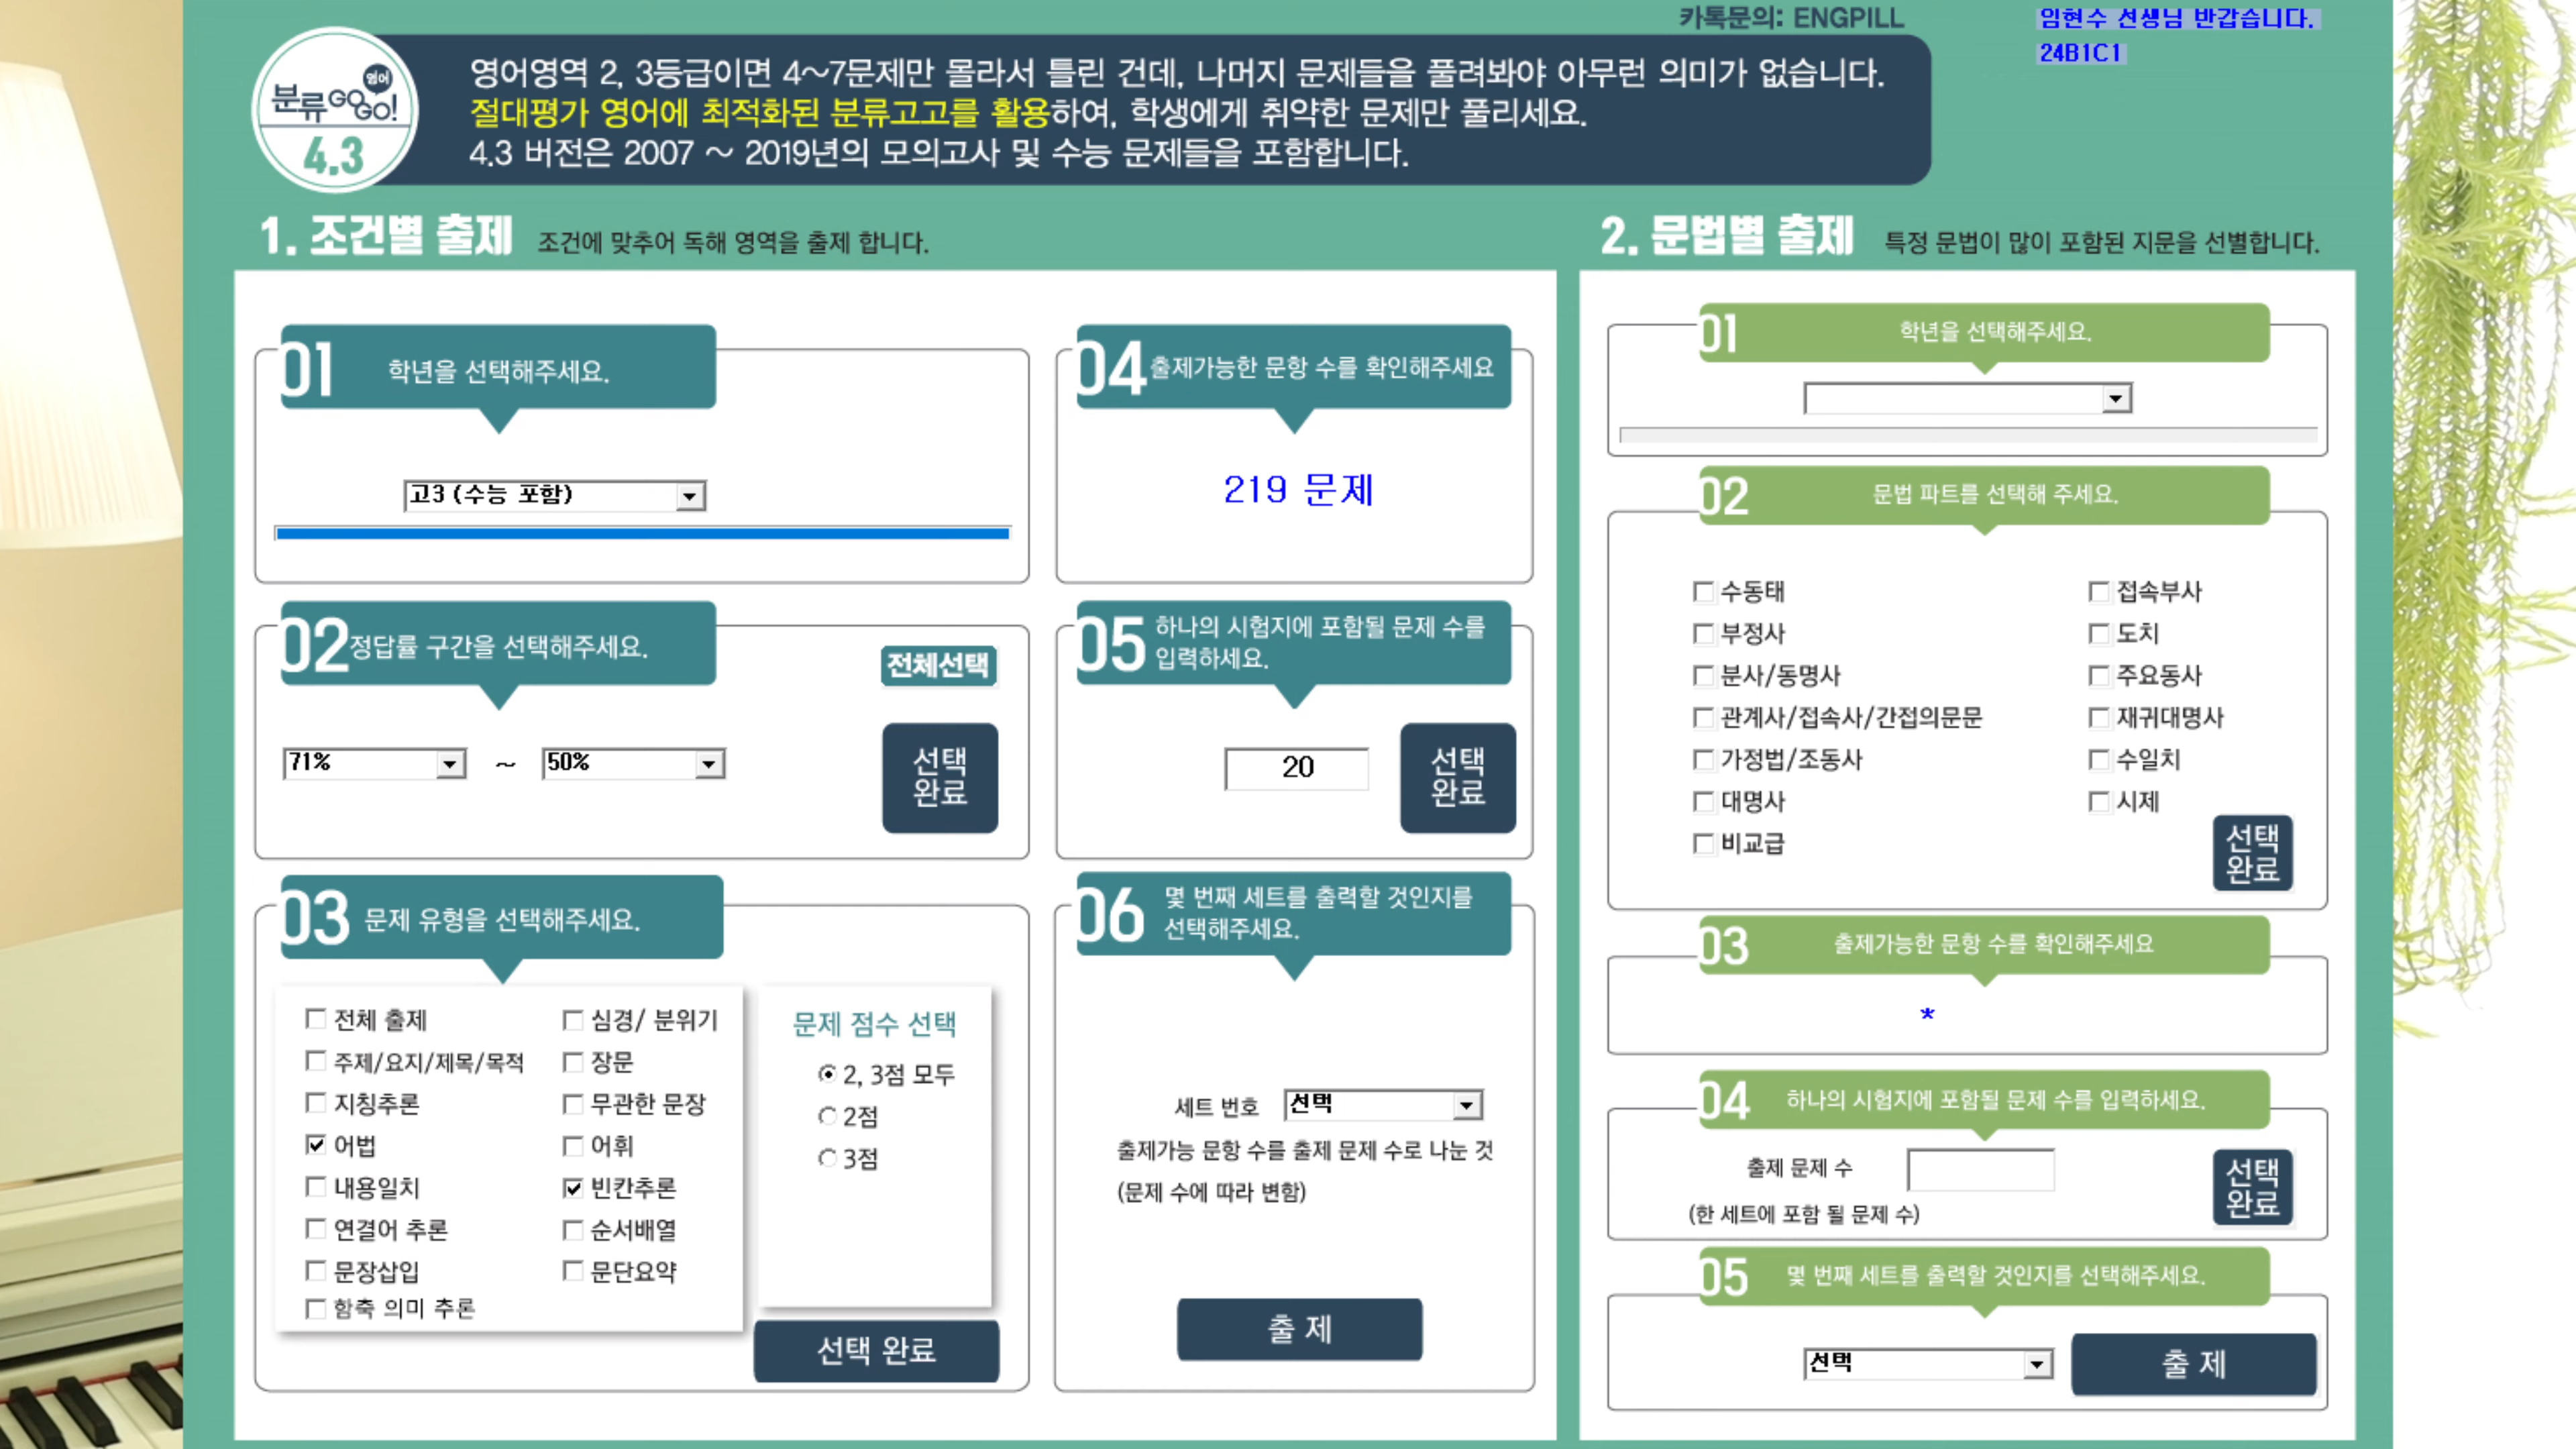 카톡문의: ENGPILL
임현수 선생님 반갑습니다.
24B1C1
분류GOGO! 영어
4.3
영어영역 2, 3등급이면 4~7문제만 몰라서 틀린 건데, 나머지 문제들을 풀려봐야 아무런 의미가 없습니다.
절대평가 영어에 최적화된 분류고고를 활용하여, 학생에게 취약한 문제만 풀리세요.
4.3 버전은 2007 ~ 2019년의 모의고사 및 수능 문제들을 포함합니다.
1. 조건별 출제 조건에 맞추어 독해 영역을 출제 합니다.
01 학년을 선택해주세요.
고3 (수능 포함)
02 정답률 구간을 선택해주세요.
전체선택
71% ~ 50%
선택
완료
03 문제 유형을 선택해주세요.
전체 출제
심경/ 분위기
주제/요지/제목/목적
장문
지칭추론
무관한 문장
어법
어휘
내용일치
빈칸추론
연결어 추론
순서배열
문장삽입
문단요약
함축 의미 추론
문제 점수 선택
2, 3점 모두
2점
3점
선택 완료
04 출제가능한 문항 수를 확인해주세요
219 문제
05 하나의 시험지에 포함될 문제 수를
입력하세요.
20
선택
완료
06 몇 번째 세트를 출력할 것인지를
선택해주세요.
세트 번호 선택
출제가능 문항 수를 출제 문제 수로 나눈 것
(문제 수에 따라 변함)
출 제
2. 문법별 출제 특정 문법이 많이 포함된 지문을 선별합니다.
01 학년을 선택해주세요.
02 문법 파트를 선택해 주세요.
수동태
접속부사
부정사
도치
분사/동명사
주요동사
관계사/접속사/간접의문문
재귀대명사
가정법/조동사
수일치
대명사
시제
비교급
선택
완료
03 출제가능한 문항 수를 확인해주세요
*
04 하나의 시험지에 포함될 문제 수를 입력하세요.
출제 문제 수
(한 세트에 포함 될 문제 수)
선택
완료
05 몇 번째 세트를 출력할 것인지를 선택해주세요.
선택
출 제